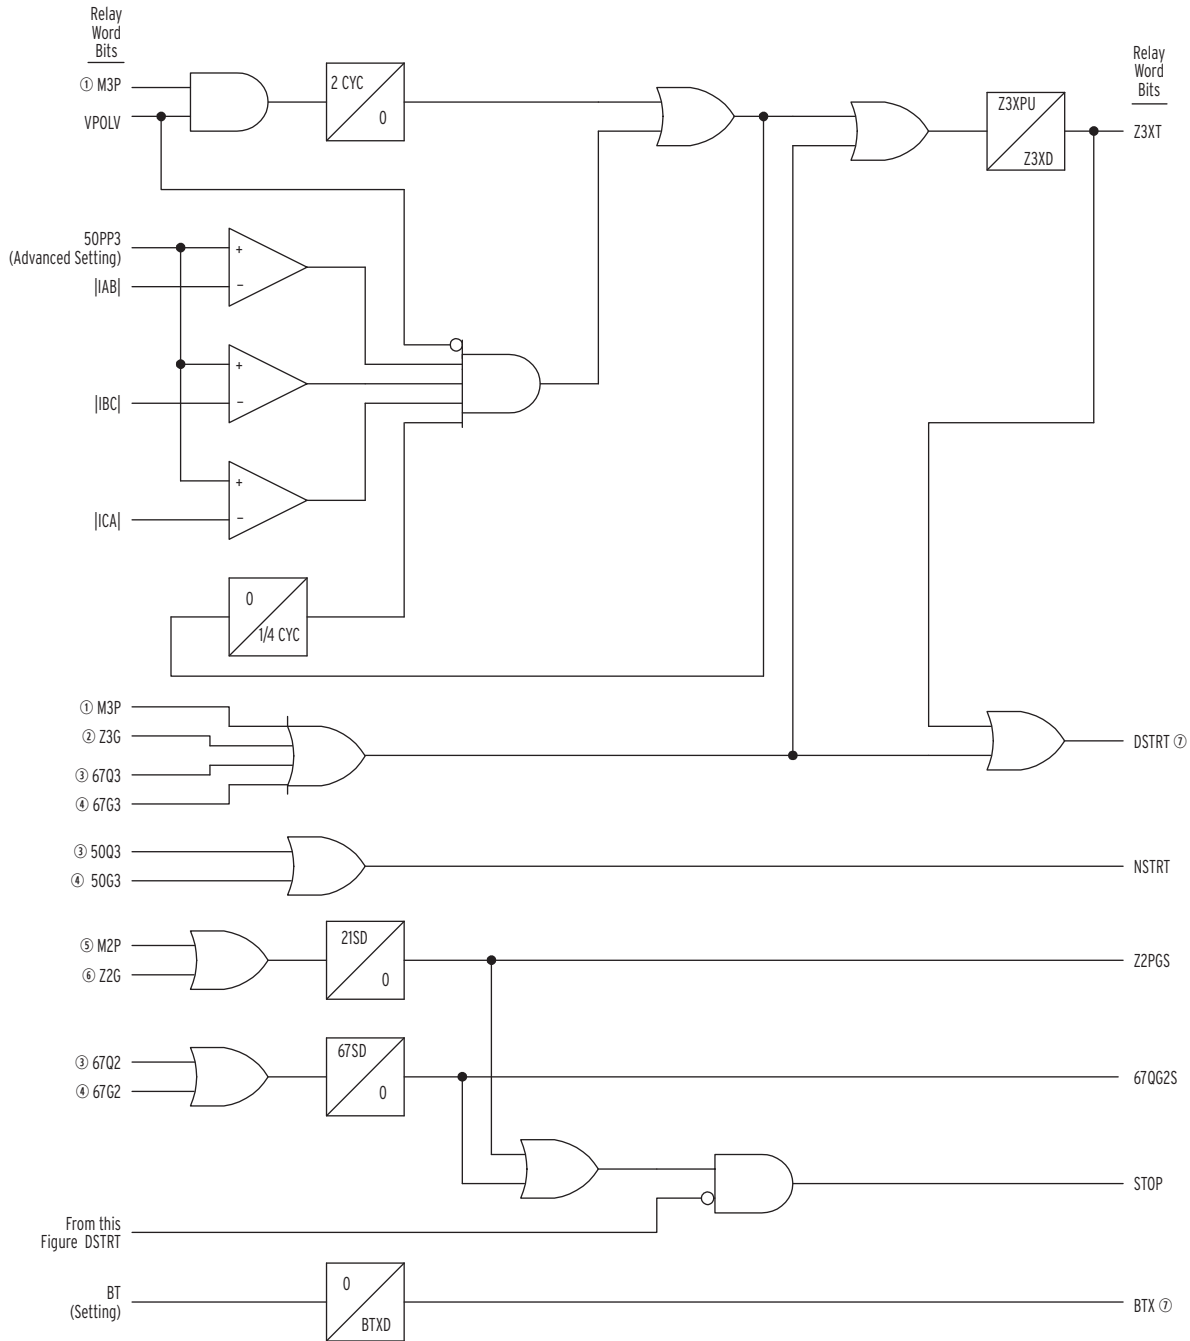 Relay
Word
Bits
Relay
Word
Bits
① M3P
2 CYC
0
VPOLV
Z3XPU
Z3XD
Z3XT
50PP3
(Advanced Setting)
+
|IAB|
−
+
|IBC|
−
+
|ICA|
−
0
1/4 CYC
① M3P
② Z3G
③ 67Q3
④ 67G3
DSTRT ⑦
③ 50Q3
④ 50G3
NSTRT
⑤ M2P
⑥ Z2G
21SD
0
Z2PGS
③ 67Q2
④ 67G2
67SD
0
67QG2S
STOP
From this
Figure DSTRT
BT
(Setting)
0
BTXD
BTX ⑦